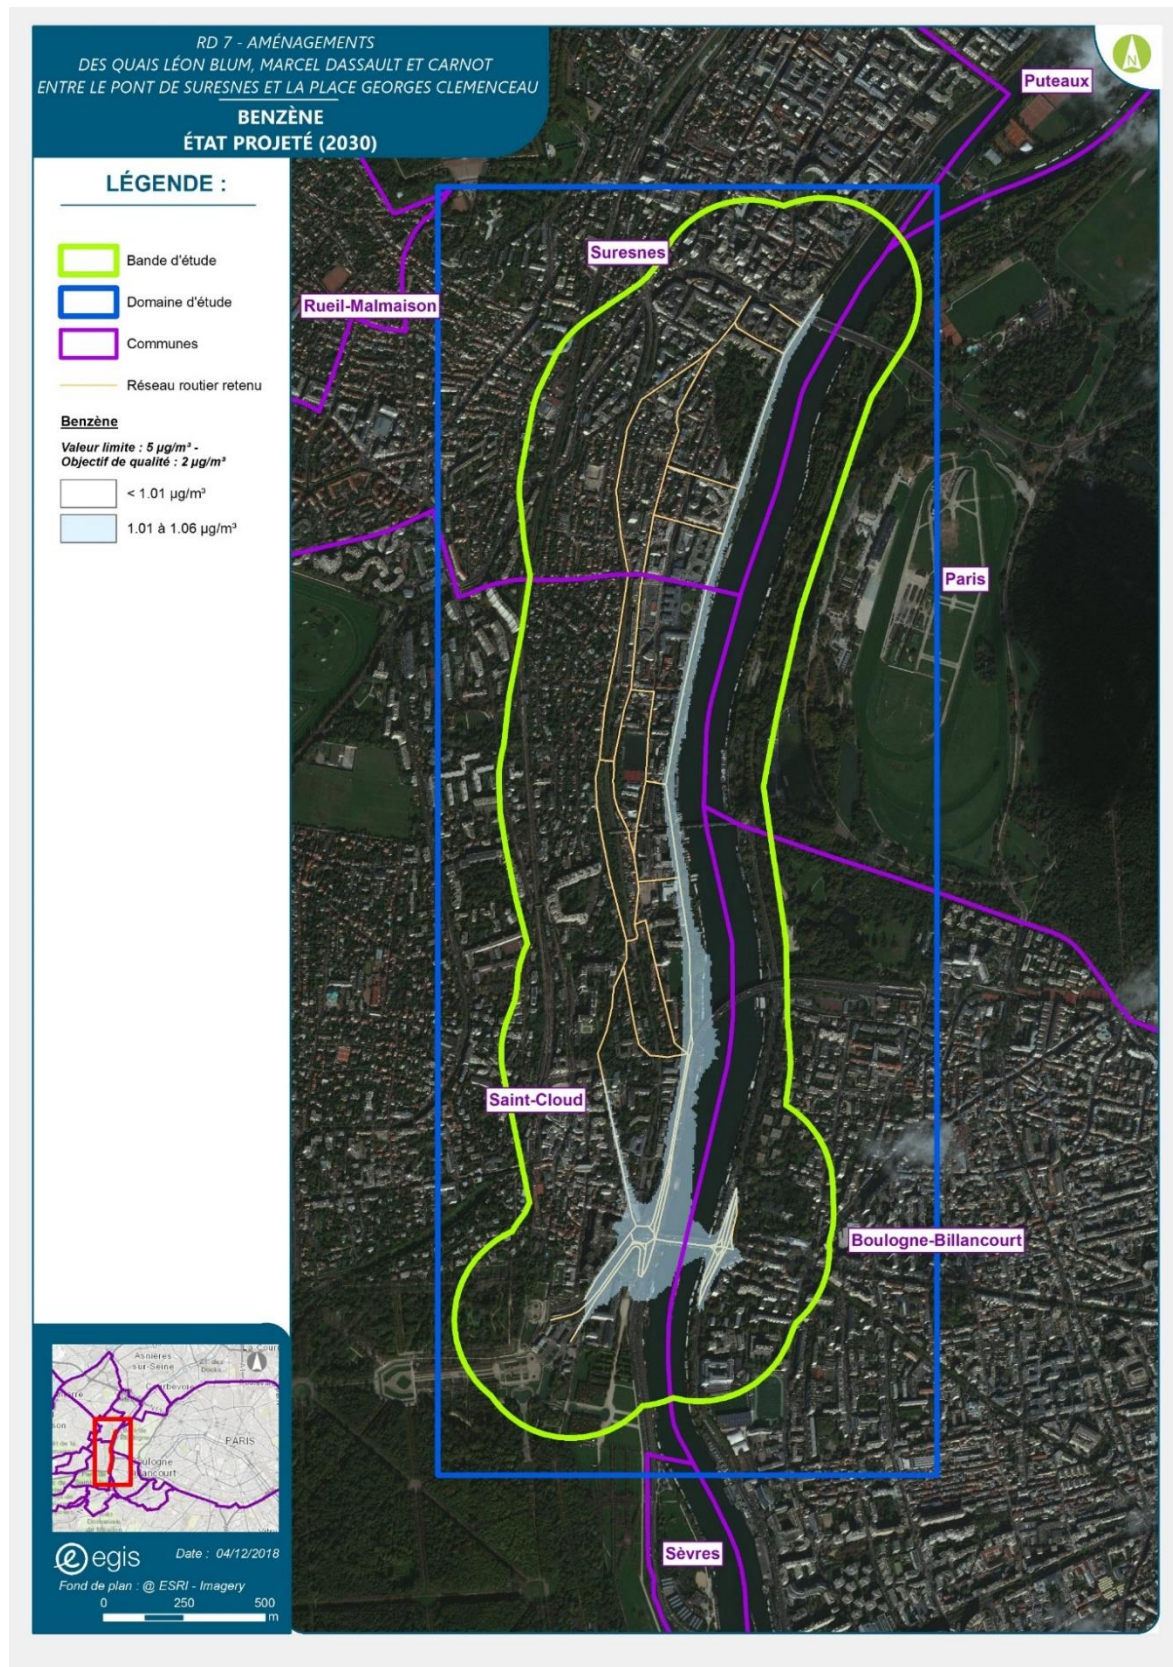 RD 7 - AMÉNAGEMENTS
DES QUAIS LÉON BLUM, MARCEL DASSAULT ET CARNOT
ENTRE LE PONT DE SURESNES ET LA PLACE GEORGES CLEMENCEAU
BENZÈNE
ÉTAT PROJETÉ (2030)
N
LÉGENDE :
Bande d'étude
Domaine d'étude
Communes
Réseau routier retenu
Benzène
Valeur limite : 5 µg/m³ -
Objectif de qualité : 2 µg/m³
< 1.01 µg/m³
1.01 à 1.06 µg/m³
Puteaux
Suresnes
Rueil-Malmaison
Paris
Saint-Cloud
Boulogne-Billancourt
Sèvres
Asnières
sur-Seine
Courbevoie
PARIS
egis
Date : 04/12/2018
Fond de plan : @ ESRI - Imagery
0 250 500
m